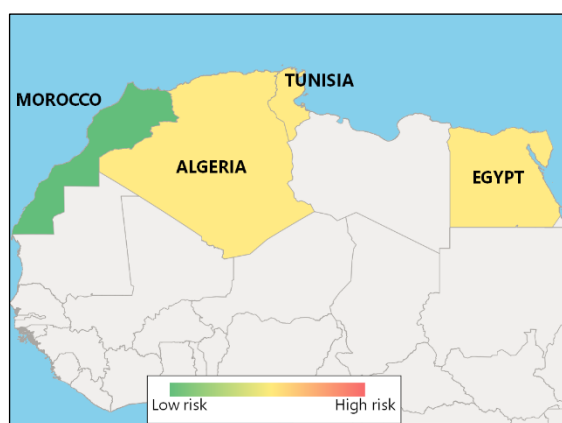 TUNISIA
MOROCCO
ALGERIA
EGYPT
Low risk
High risk